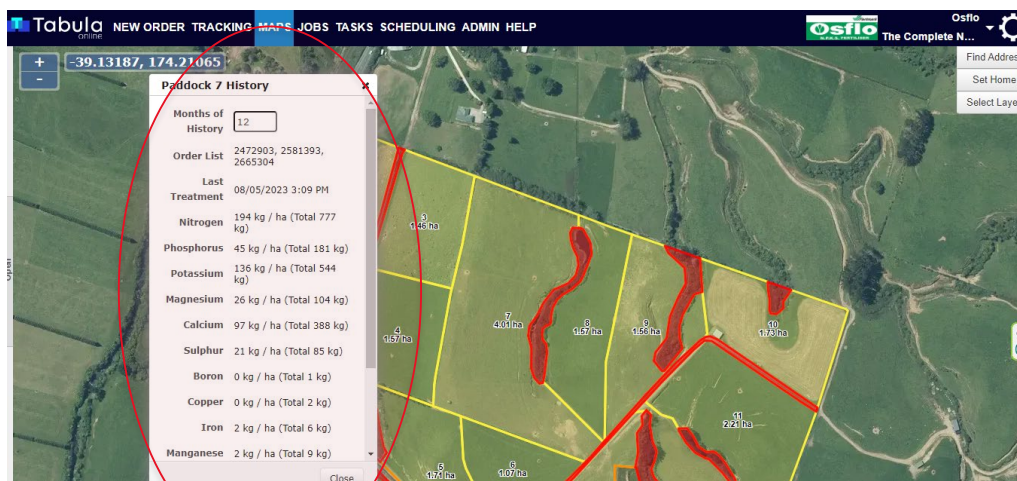 Tabula
online
NEW ORDER TRACKING MAPS JOBS TASKS SCHEDULING ADMIN HELP
Osflo
Osflo
The Complete N...
+
-
-39.13187, 174.21065
Find Addres
Set Home
Select Laye
Paddock 7 History
Months of History 12
Order List 2472903, 2581393,
2665304
Last Treatment 08/05/2023 3:09 PM
Nitrogen 194 kg / ha (Total 777
kg)
Phosphorus 45 kg / ha (Total 181 kg)
Potassium 136 kg / ha (Total 544
kg)
Magnesium 26 kg / ha (Total 104 kg)
Calcium 97 kg / ha (Total 388 kg)
Sulphur 21 kg / ha (Total 85 kg)
Boron 0 kg / ha (Total 1 kg)
Copper 0 kg / ha (Total 2 kg)
Iron 2 kg / ha (Total 6 kg)
Manganese 2 kg / ha (Total 9 kg)
Close
3
1.46 ha
4
1.57 ha
7
4.01 ha
8
1.57 ha
9
1.56 ha
10
1.73 ha
11
2.21 ha
5
1.71 ha
6
1.07 ha